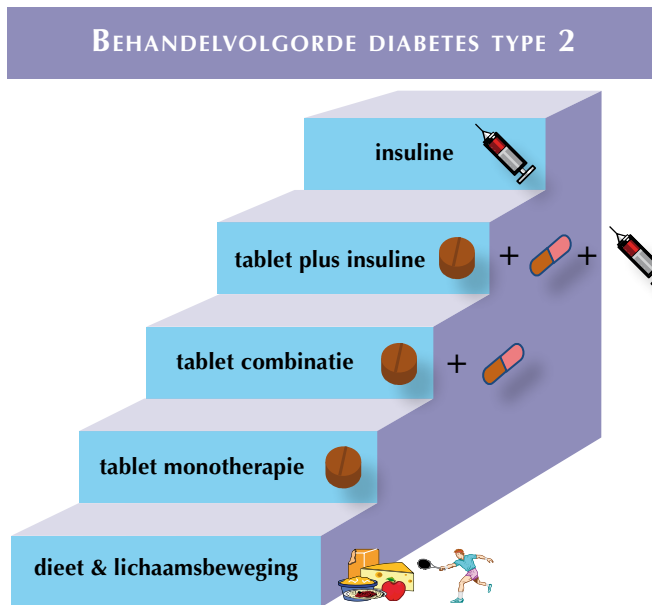 BEHANDELVOLGORDE DIABETES TYPE 2
insuline
tablet plus insuline + +
tablet combinatie +
tablet monotherapie
dieet & lichaamsbeweging